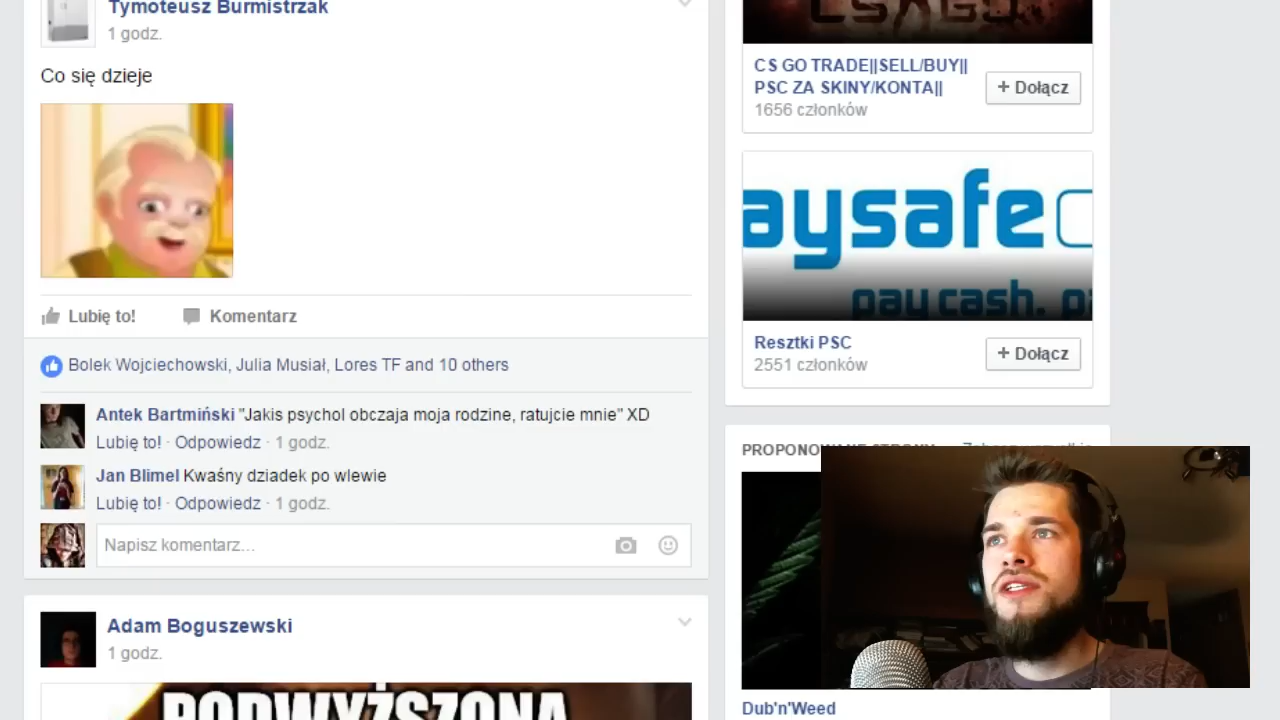 Tymoteusz Burmistrzak
1 godz.
Co się dzieje
Lubię to! Komentarz
Bolek Wojciechowski, Julia Musiał, Lores TF and 10 others
Antek Bartmiński "Jakis psychol obczaja moja rodzine, ratujcie mnie" XD
Lubię to! · Odpowiedz · 1 godz.
Jan Blimel Kwaśny dziadek po wlewie
Lubię to! · Odpowiedz · 1 godz.
Napisz komentarz...
Adam Boguszewski
1 godz.
PODWYŻSZONA
CS GO TRADE||SELL/BUY||
PSC ZA SKINY/KONTA||
1656 członków
+ Dołącz
aysafe
pay cash.
Resztki PSC
2551 członków
+ Dołącz
Dub'n'Weed